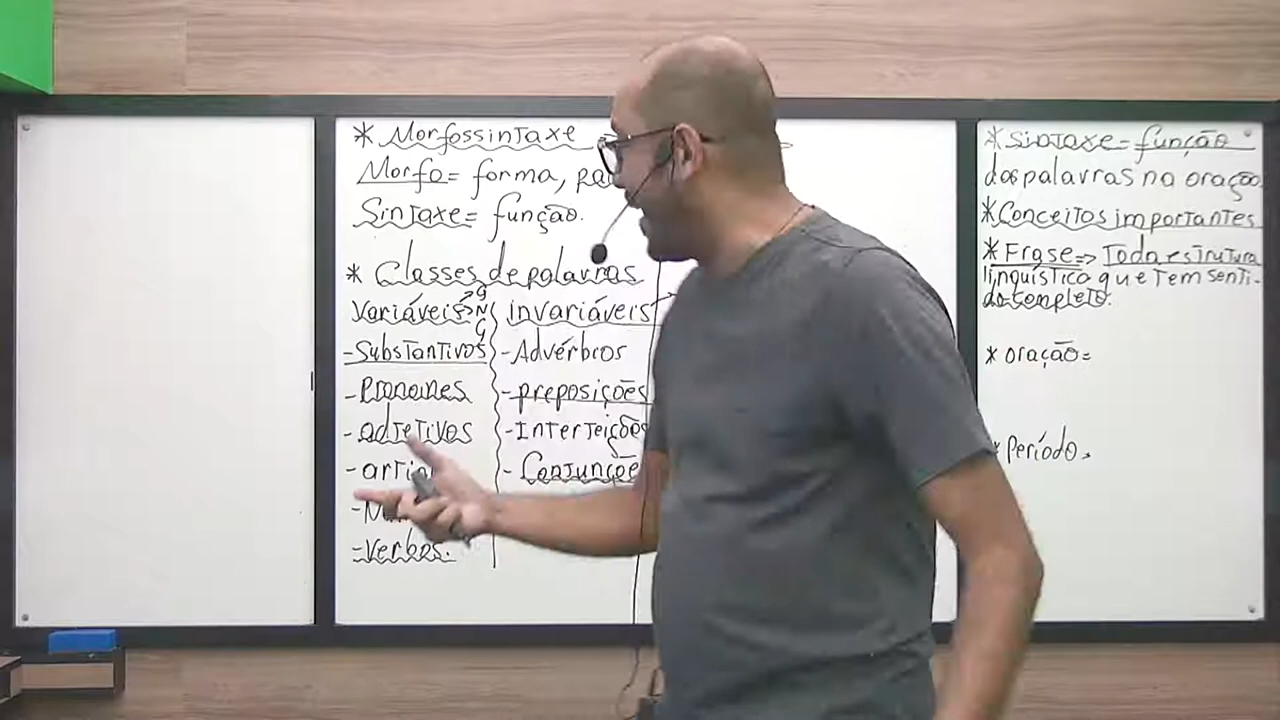 * Morfossintaxe
Morfo= forma,
Sintaxe= função.
* Classes de palavras
Variáveis
G
N
G
- Substantivos
- Pronomes
- adjetivos
- Verbos.
invariáveis
- Advérbios
- preposições
- Interjeições
- Conjunçõe
* Sintaxe= função
das palavras na oração.
* Conceitos importantes
* Frase=> Toda estrutura
linguística que tem senti-
do completo.
* oração=
* Período.